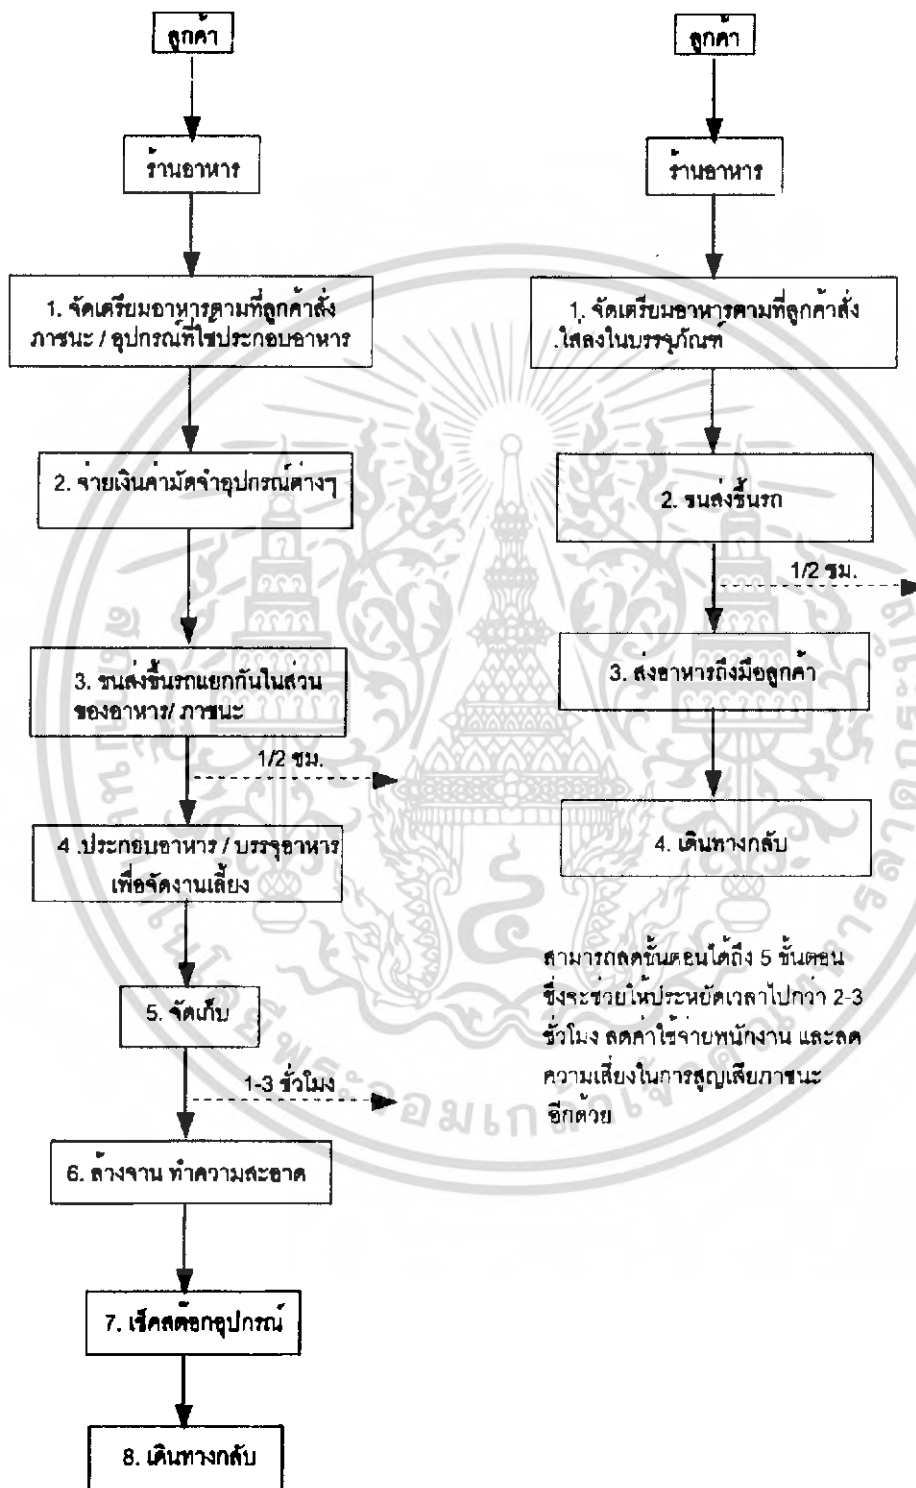 ลูกค้า
ร้านอาหาร
1. จัดเตรียมอาหารตามที่ลูกค้าสั่ง
ภาชนะ / อุปกรณ์ที่ใช้ประกอบอาหาร
2. จ่ายเงินค่ามัดจำอุปกรณ์ต่างๆ
3. ขนส่งขึ้นรถแยกกันในส่วน
ของอาหาร/ ภาชนะ
1/2 ชม.
4 .ประกอบอาหาร / บรรจุอาหาร
เพื่อจัดงานเลี้ยง
5. จัดเก็บ
1-3 ชั่วโมง
6. ล้างจาน ทำความสะอาด
7. เช็คสต๊อกอุปกรณ์
8. เดินทางกลับ
ลูกค้า
ร้านอาหาร
1. จัดเตรียมอาหารตามที่ลูกค้าสั่ง
.ใส่ลงในบรรจุภัณฑ์
2. ขนส่งขึ้นรถ
1/2 ชม.
3. ส่งอาหารถึงมือลูกค้า
4. เดินทางกลับ
สามารถลดขั้นตอนได้ถึง 5 ขั้นตอน
ซึ่งจะช่วยให้ประหยัดเวลาไปกว่า 2-3
ชั่วโมง ลดค่าใช้จ่ายพนักงาน และลด
ความเสี่ยงในการสูญเสียภาชนะ
อีกด้วย